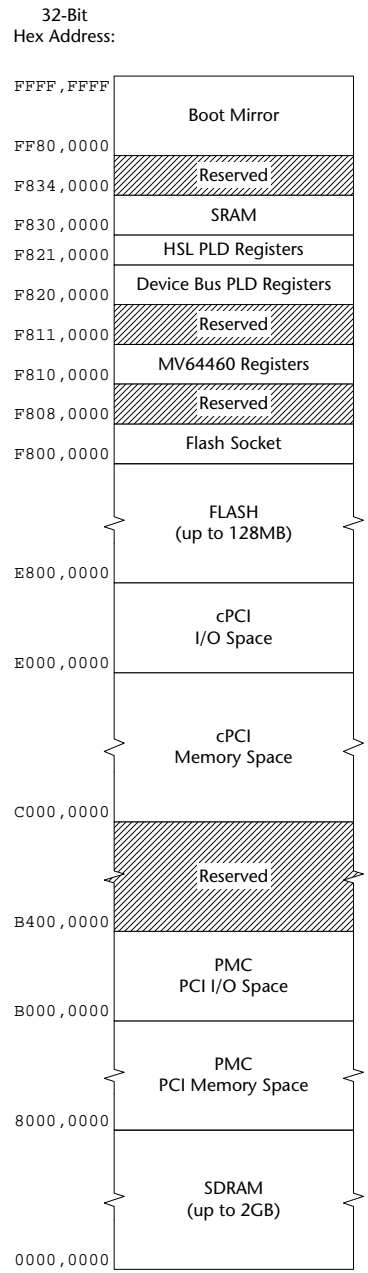 32-Bit
Hex Address:
FFFF,FFFF
Boot Mirror
FF80,0000
Reserved
F834,0000
SRAM
F830,0000
HSL PLD Registers
F821,0000
Device Bus PLD Registers
F820,0000
Reserved
F811,0000
MV64460 Registers
F810,0000
Reserved
F808,0000
Flash Socket
F800,0000
FLASH
(up to 128MB)
E800,0000
cPCI
I/O Space
E000,0000
cPCI
Memory Space
C000,0000
Reserved
B400,0000
PMC
PCI I/O Space
B000,0000
PMC
PCI Memory Space
8000,0000
SDRAM
(up to 2GB)
0000,0000